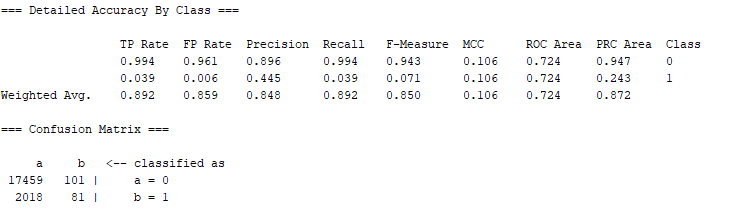 === Detailed Accuracy By Class ===
TP Rate FP Rate Precision Recall F-Measure MCC ROC Area PRC Area Class
0.994 0.961 0.896 0.994 0.943 0.106 0.724 0.947 0
0.039 0.006 0.445 0.039 0.071 0.106 0.724 0.243 1
Weighted Avg. 0.892 0.859 0.848 0.892 0.850 0.106 0.724 0.872
=== Confusion Matrix ===
a b <-- classified as
17459 101 | a = 0
2018 81 | b = 1